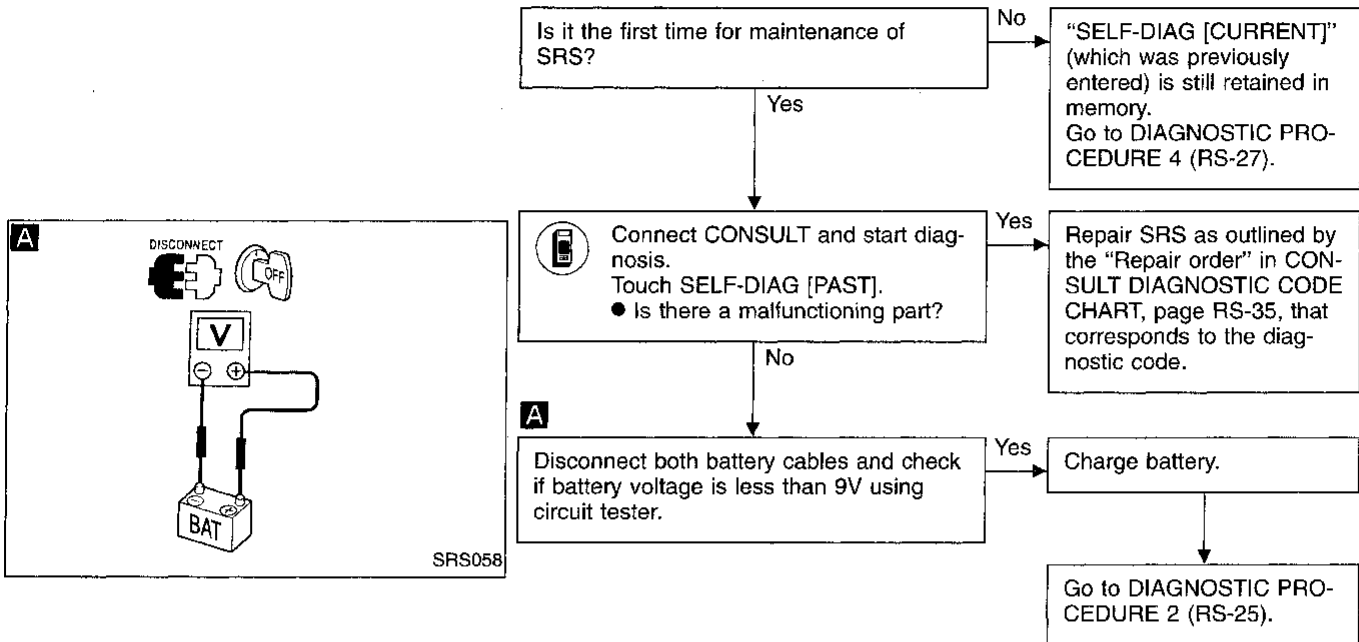 Is it the first time for maintenance of
SRS?
No
"SELF-DIAG [CURRENT]"
(which was previously
entered) is still retained in
memory.
Go to DIAGNOSTIC PRO-
CEDURE 4 (RS-27).
Yes
A
DISCONNECT
OFF
V
BAT
SRS058
Connect CONSULT and start diag-
nosis.
Touch SELF-DIAG [PAST].
● Is there a malfunctioning part?
Yes
Repair SRS as outlined by
the "Repair order" in CON-
SULT DIAGNOSTIC CODE
CHART, page RS-35, that
corresponds to the diag-
nostic code.
No
A
Disconnect both battery cables and check
if battery voltage is less than 9V using
circuit tester.
Yes
Charge battery.
Go to DIAGNOSTIC PRO-
CEDURE 2 (RS-25).